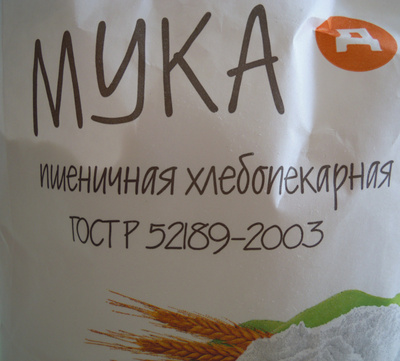 МУКА
Д
пшеничная хлебопекарная
ГОСТ Р 52189-2003